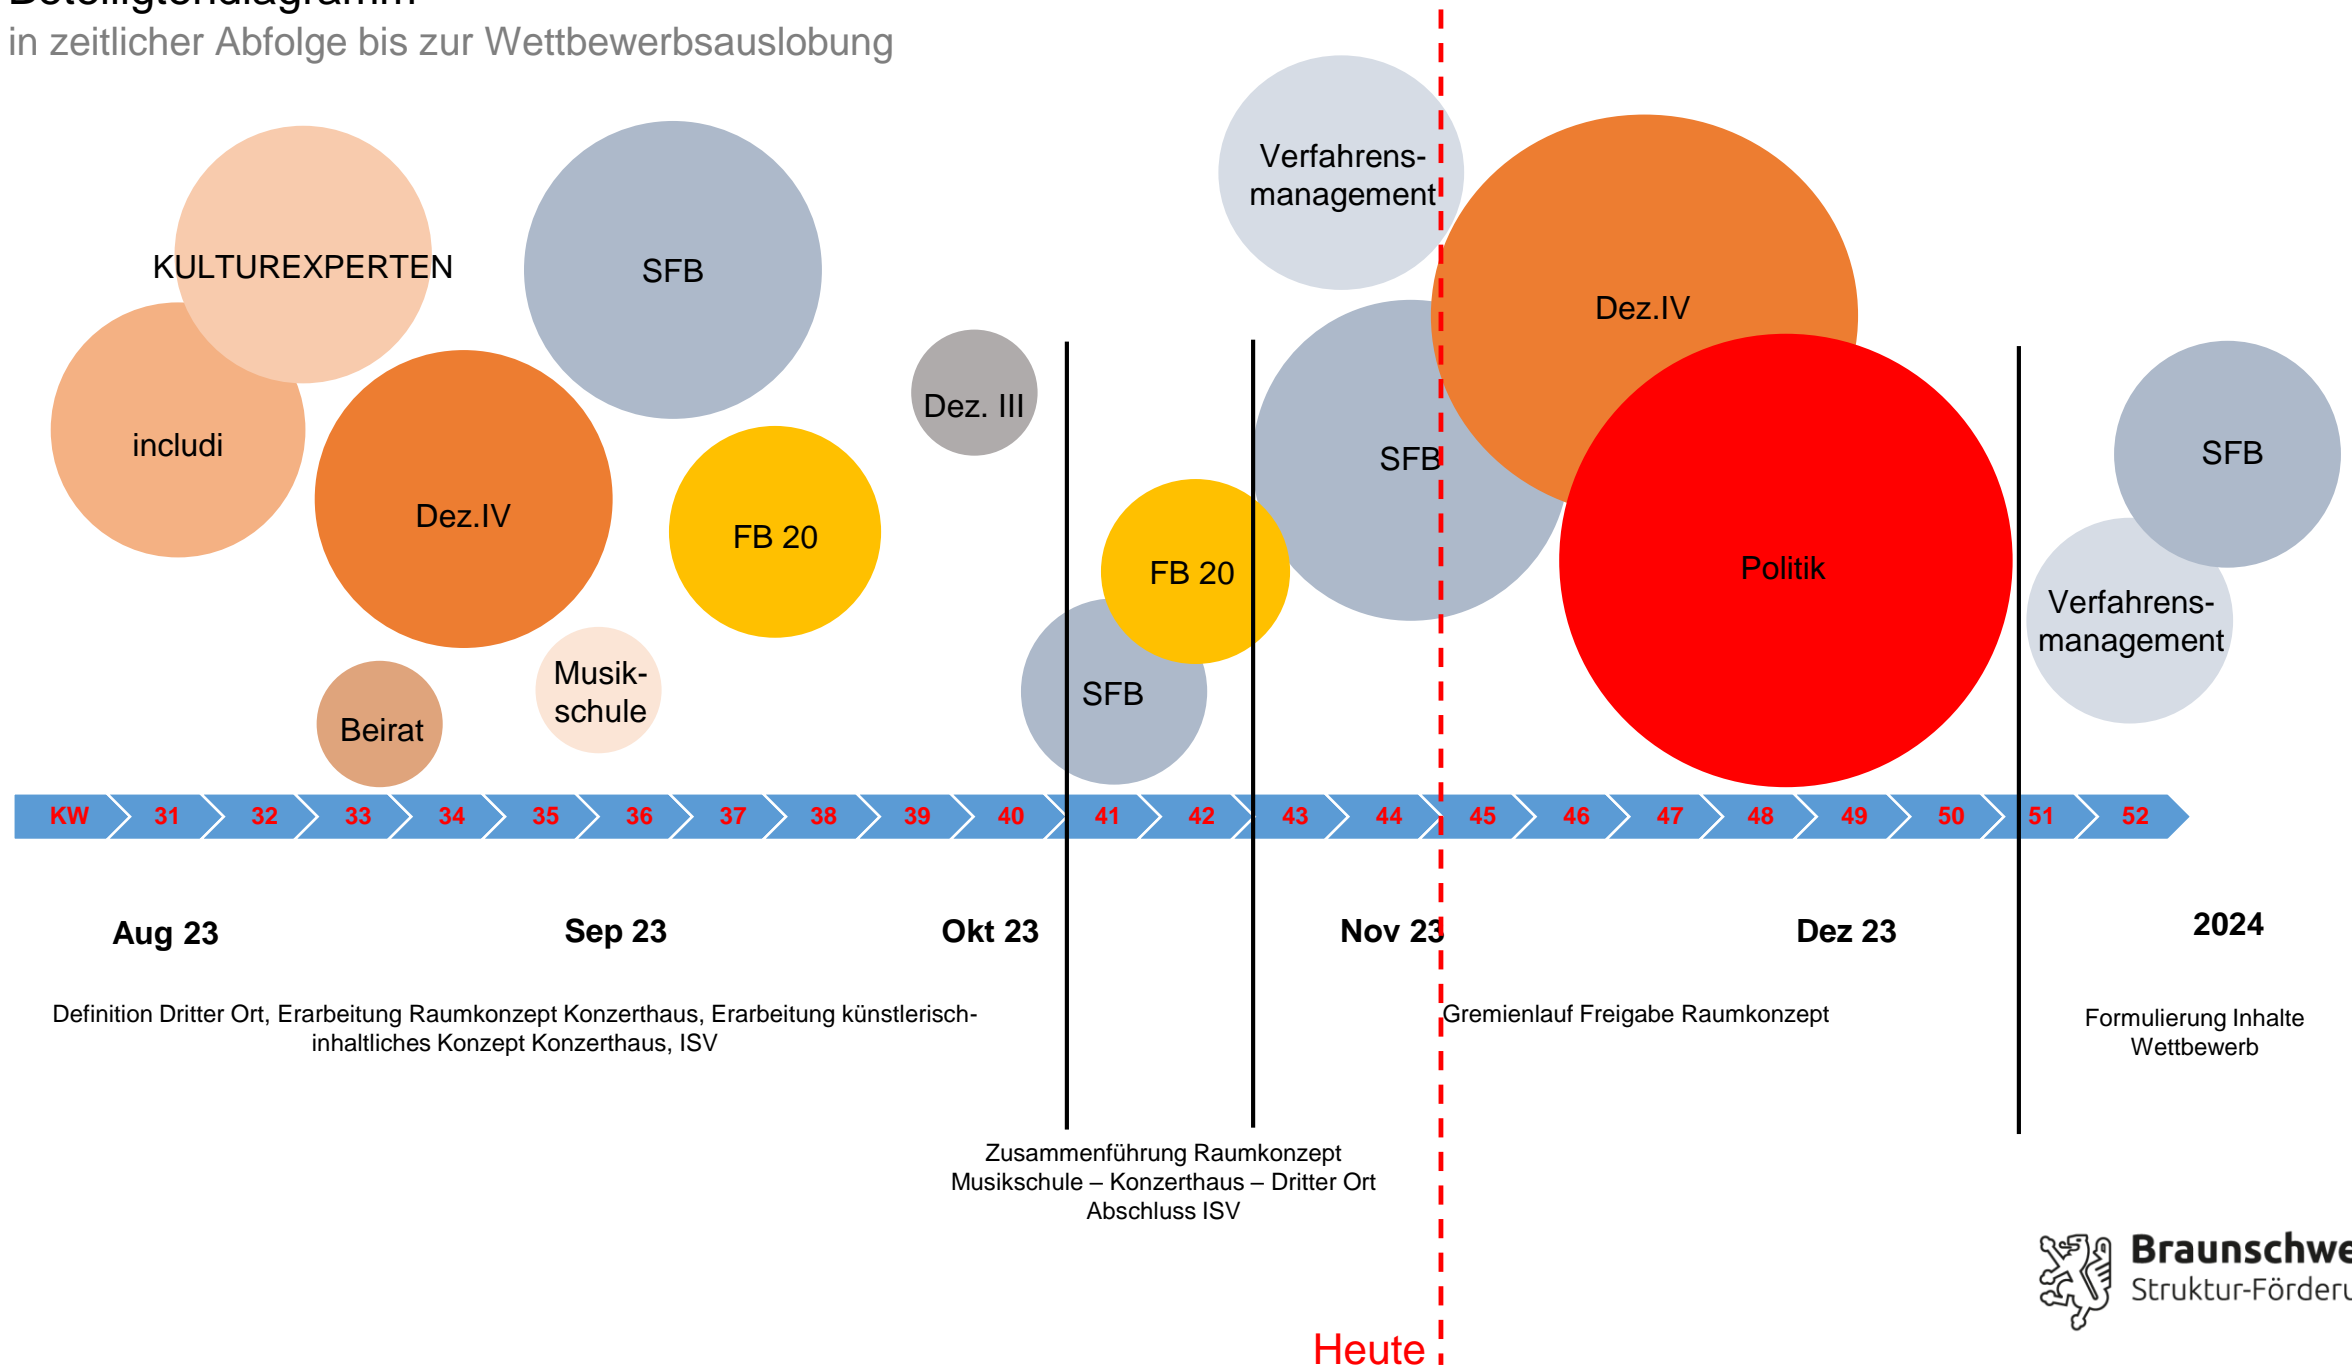 Beteiligtendiagramm
in zeitlicher Abfolge bis zur Wettbewerbsauslobung
Verfahrens-
management
KULTUREXPERTEN
SFB
Dez.IV
Dez. III
includi
SFB
SFB
Dez.IV
FB 20
FB 20
Politik
Verfahrens-
management
Musik-
schule
Beirat
SFB
KW 31 32 33 34 35 36 37 38 39 40 41 42 43 44 45 46 47 48 49 50 51 52
Aug 23
Sep 23
Okt 23
Nov 23
Dez 23
2024
Definition Dritter Ort, Erarbeitung Raumkonzept Konzerthaus, Erarbeitung künstlerisch-
inhaltliches Konzept Konzerthaus, ISV
Gremienlauf Freigabe Raumkonzept
Formulierung Inhalte
Wettbewerb
Zusammenführung Raumkonzept
Musikschule – Konzerthaus – Dritter Ort
Abschluss ISV
Braunschwe
Struktur-Förderu
Heute